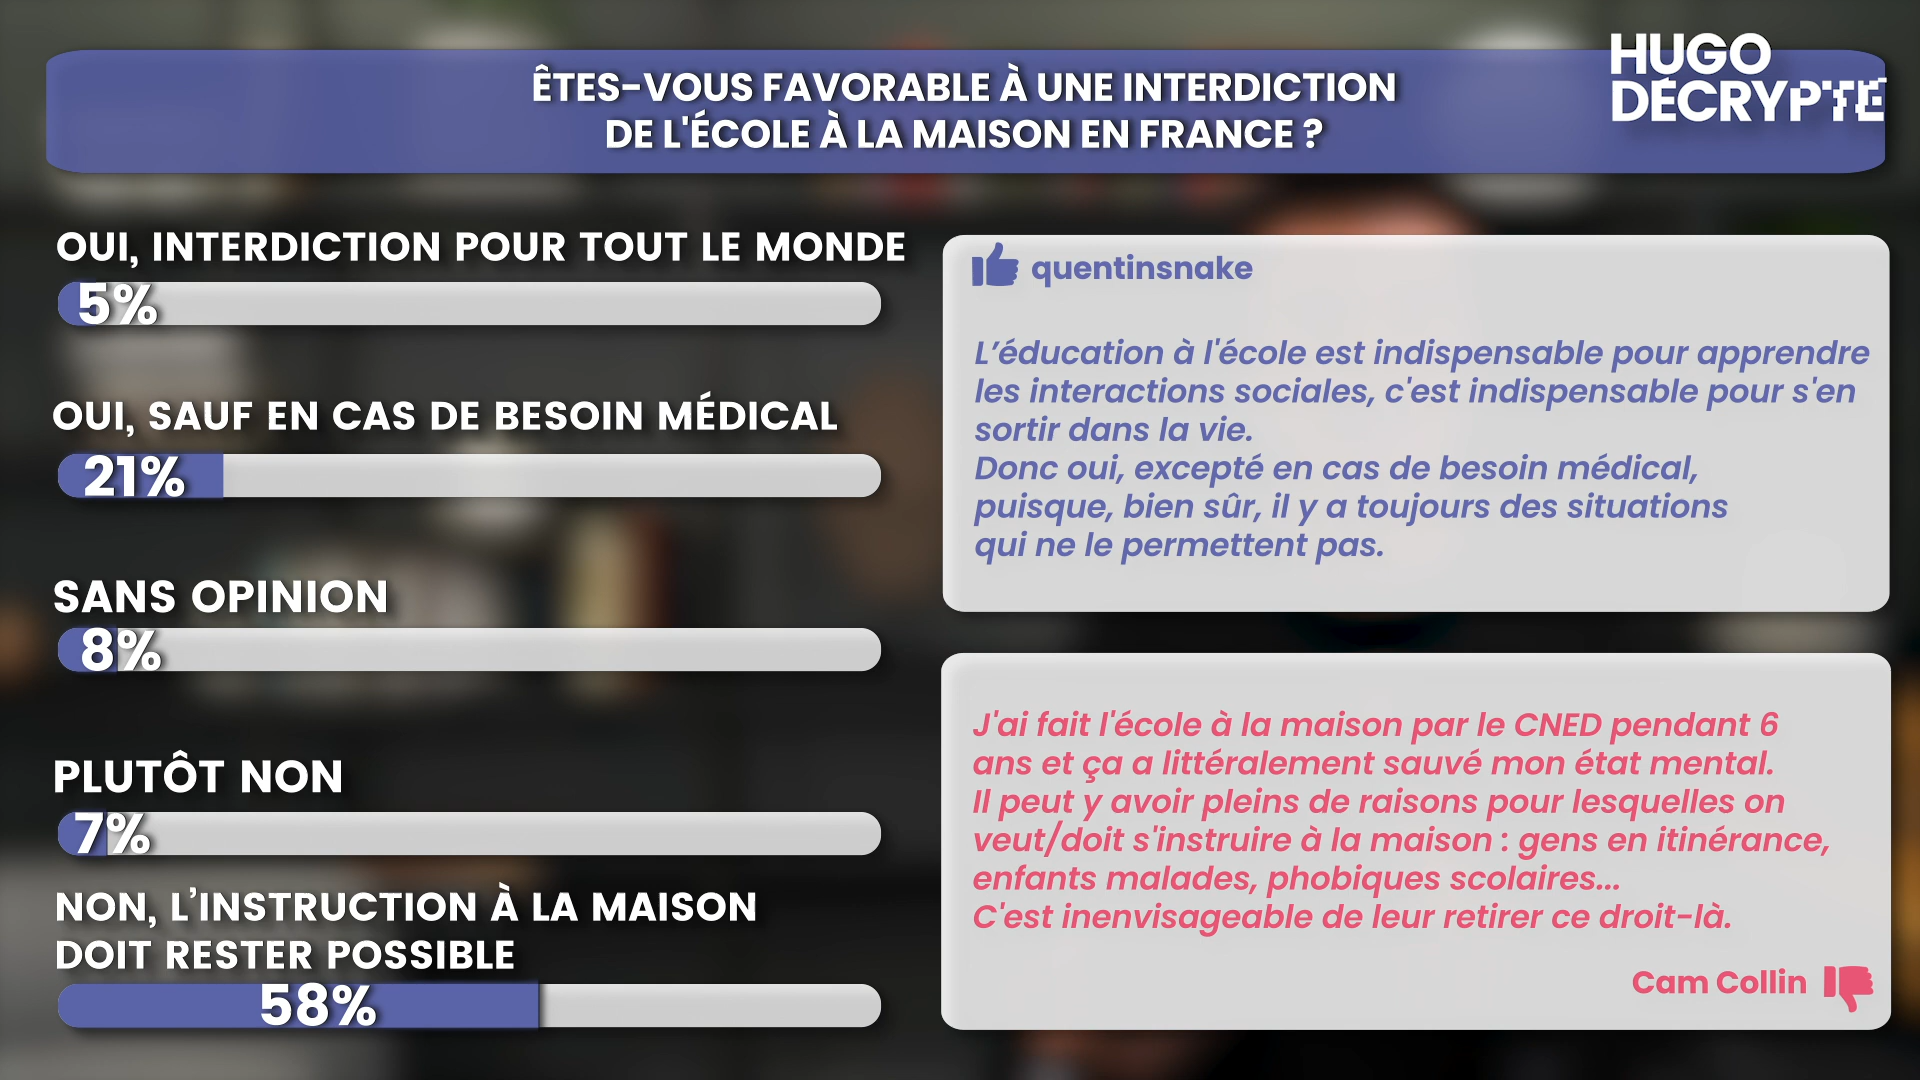 ÊTES-VOUS FAVORABLE À UNE INTERDICTION
DE L'ÉCOLE À LA MAISON EN FRANCE ?
HUGO
DÉCRYPTE
OUI, INTERDICTION POUR TOUT LE MONDE
5%
OUI, SAUF EN CAS DE BESOIN MÉDICAL
21%
SANS OPINION
8%
PLUTÔT NON
7%
NON, L’INSTRUCTION À LA MAISON
DOIT RESTER POSSIBLE
58%
quentinsnake
L’éducation à l'école est indispensable pour apprendre
les interactions sociales, c'est indispensable pour s'en
sortir dans la vie.
Donc oui, excepté en cas de besoin médical,
puisque, bien sûr, il y a toujours des situations
qui ne le permettent pas.
J'ai fait l'école à la maison par le CNED pendant 6
ans et ça a littéralement sauvé mon état mental.
Il peut y avoir pleins de raisons pour lesquelles on
veut/doit s'instruire à la maison : gens en itinérance,
enfants malades, phobiques scolaires...
C'est inenvisageable de leur retirer ce droit-là.
Cam Collin